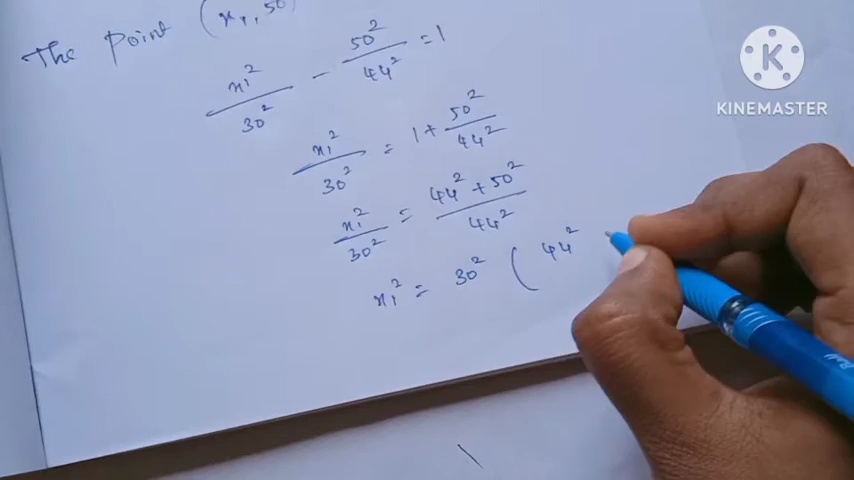 The Point (x₁, 50)
x₁²/30² - 50²/44² = 1
x₁²/30² = 1 + 50²/44²
x₁²/30² = 44² + 50²/44²
x₁² = 30² ( 44²
KINEMASTER